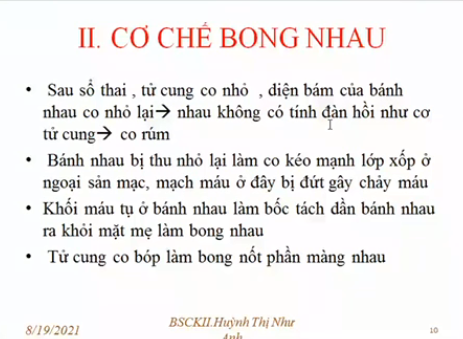 II. CƠ CHẾ BONG NHAU
• Sau sổ thai , tử cung co nhỏ , diện bám của bánh
nhau co nhỏ lại→ nhau không có tính đàn hồi như cơ
tử cung→ co rúm
• Bánh nhau bị thu nhỏ lại làm co kéo mạnh lớp xốp ở
ngoại sản mạc, mạch máu ở đây bị đứt gây chảy máu
• Khối máu tụ ở bánh nhau làm bốc tách dần bánh nhau
ra khỏi mặt mẹ làm bong nhau
• Tử cung co bóp làm bong nốt phần màng nhau
8/19/2021
BSCKII.Huỳnh Thị Như
Anh
10